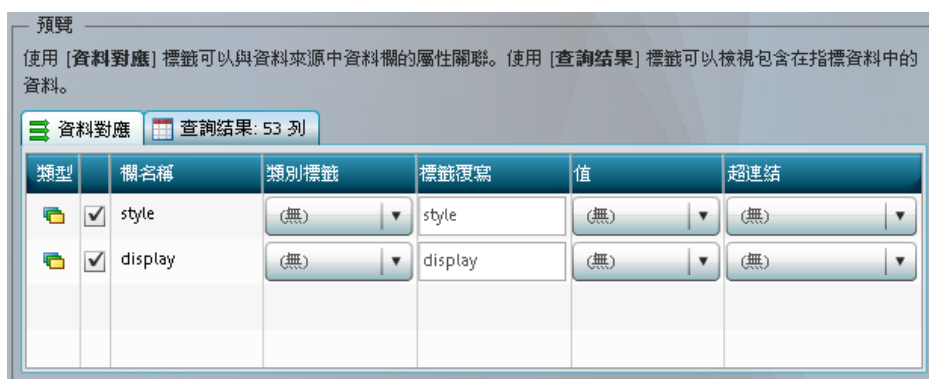 預覽
使用 [資料對應] 標籤可以與資料來源中資料欄的屬性關聯。使用 [查詢結果] 標籤可以檢視包含在指標資料中的
資料。
資料對應 查詢結果: 53 列
類型 欄名稱 類別標籤 標籤覆寫 值 超連結
style (無) style (無) (無)
display (無) display (無) (無)